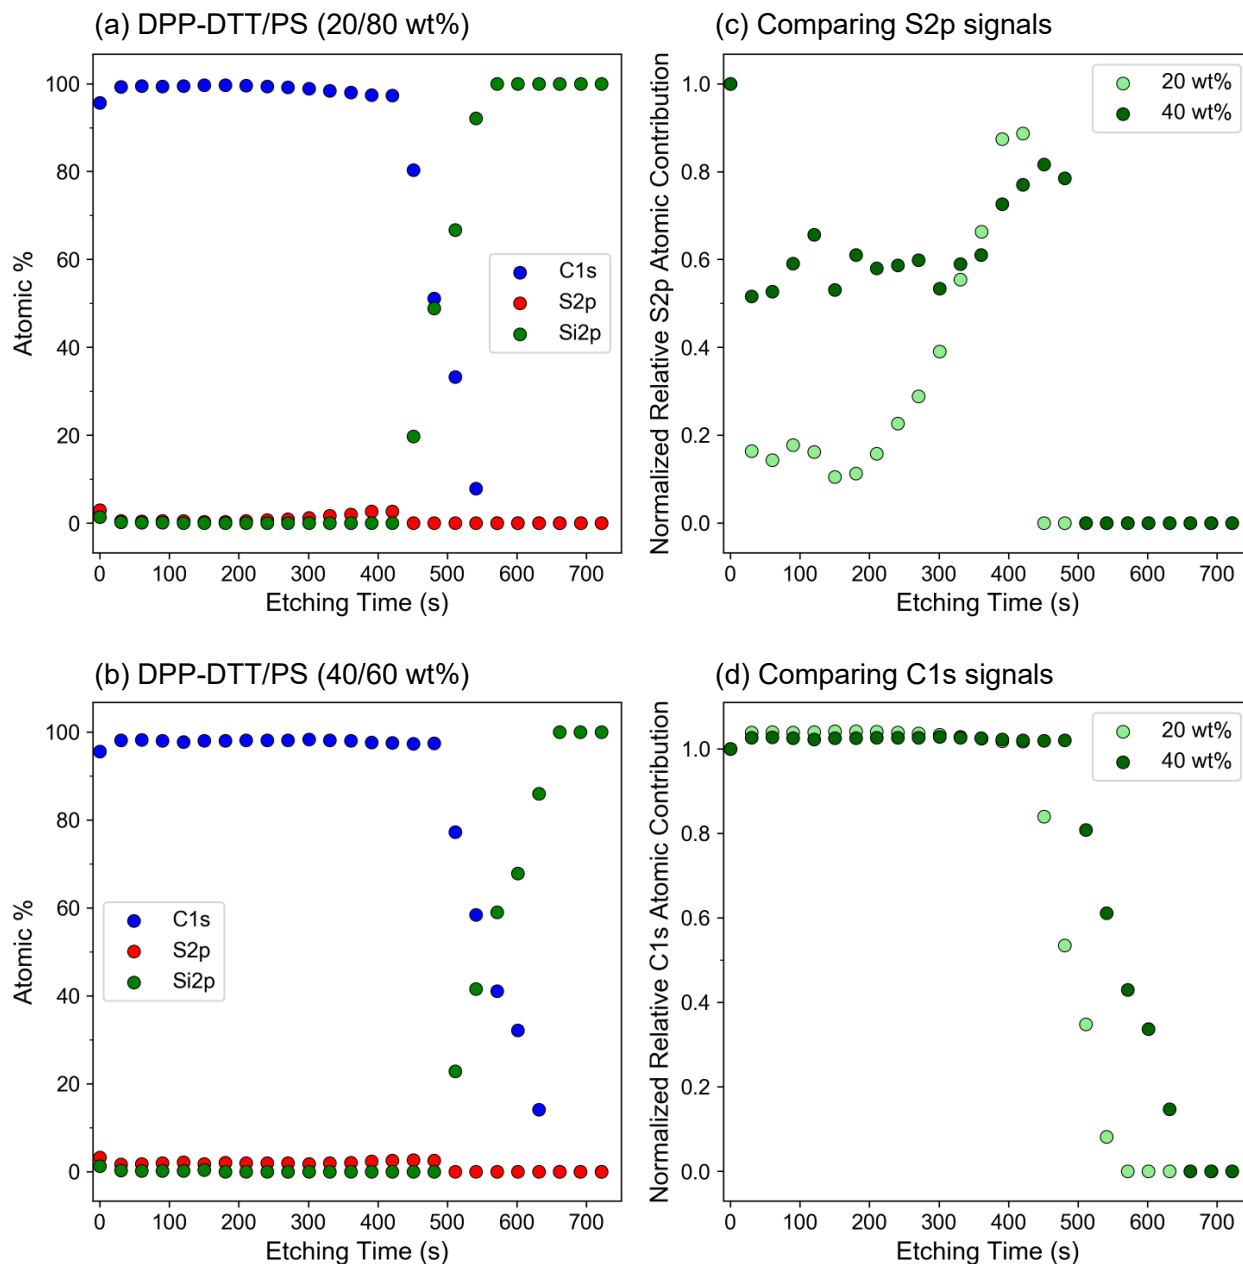 (a) DPP-DTT/PS (20/80 wt%)
100
80
60
40
20
0
Atomic %
C1s
S2p
Si2p
0 100 200 300 400 500 600 700
Etching Time (s)
(c) Comparing S2p signals
1.0
0.8
0.6
0.4
0.2
0.0
Normalized Relative S2p Atomic Contribution
20 wt%
40 wt%
0 100 200 300 400 500 600 700
Etching Time (s)
(b) DPP-DTT/PS (40/60 wt%)
100
80
60
40
20
0
Atomic %
C1s
S2p
Si2p
0 100 200 300 400 500 600 700
Etching Time (s)
(d) Comparing C1s signals
1.0
0.8
0.6
0.4
0.2
0.0
Normalized Relative C1s Atomic Contribution
20 wt%
40 wt%
0 100 200 300 400 500 600 700
Etching Time (s)